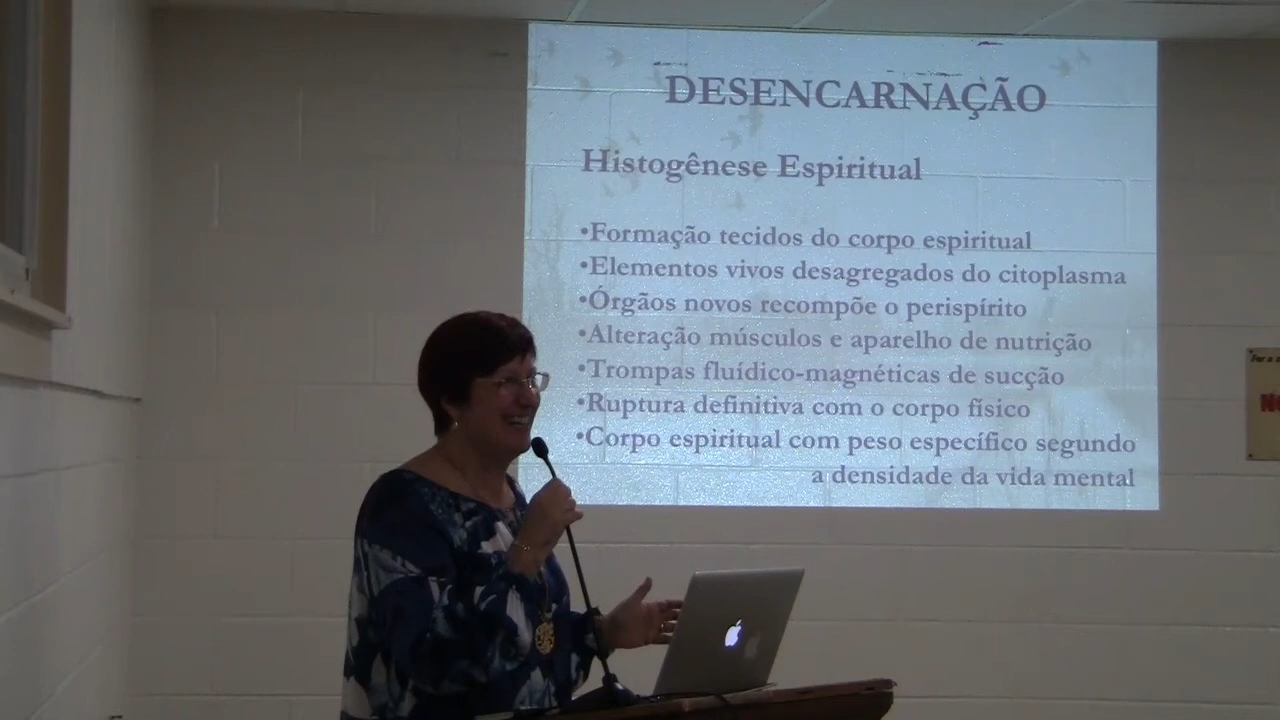 DESENCARNAÇÃO
Histogênese Espiritual
•Formação tecidos do corpo espiritual
•Elementos vivos desagregados do citoplasma
•Órgãos novos recompõe o perispírito
•Alteração músculos e aparelho de nutrição
•Trompas fluídico-magnéticas de sucção
•Ruptura definitiva com o corpo físico
•Corpo espiritual com peso específico segundo
a densidade da vida mental